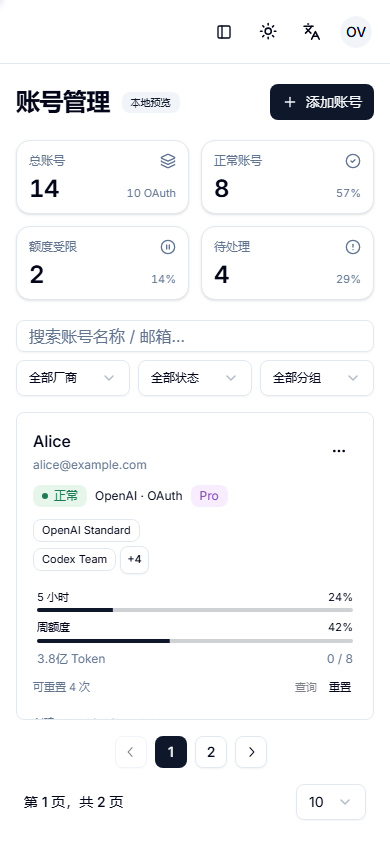 OV
账号管理 本地预览 添加账号
总账号 正常账号
14 10 OAuth 8 57%
额度受限 待处理
2 14% 4 29%
搜索账号名称 / 邮箱...
全部厂商 全部状态 全部分组
Alice
alice@example.com
正常 OpenAI · OAuth Pro
OpenAI Standard
Codex Team +4
5 小时 24%
周额度 42%
3.8亿 Token 0 / 8
可重置 4 次 查询 重置
1 2
第 1 页，共 2 页 10